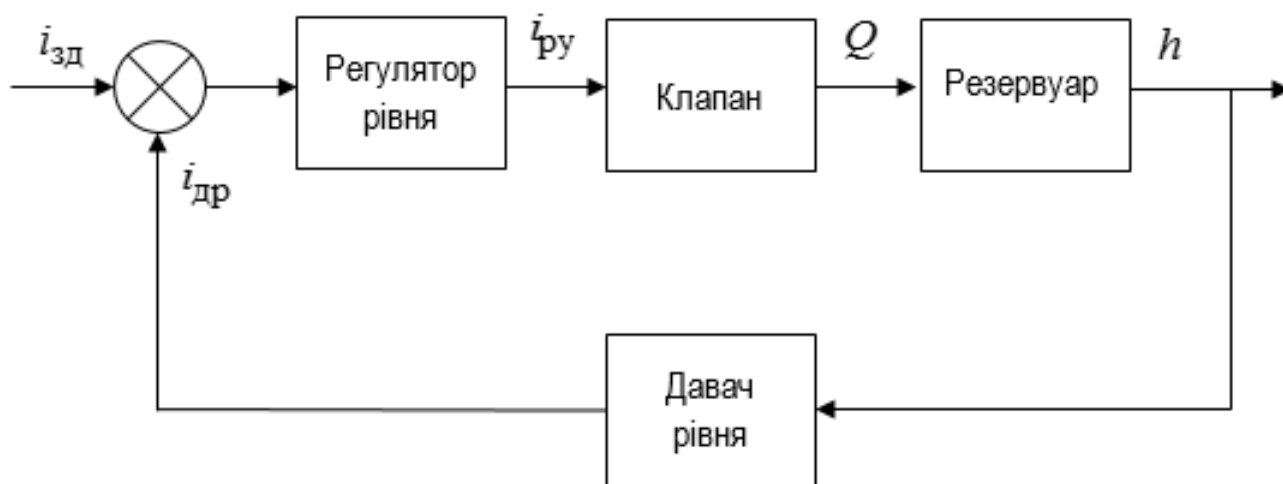 iзд
Регулятор
рівня
iру
Клапан
Q
Резервуар
h
iдр
Давач
рівня